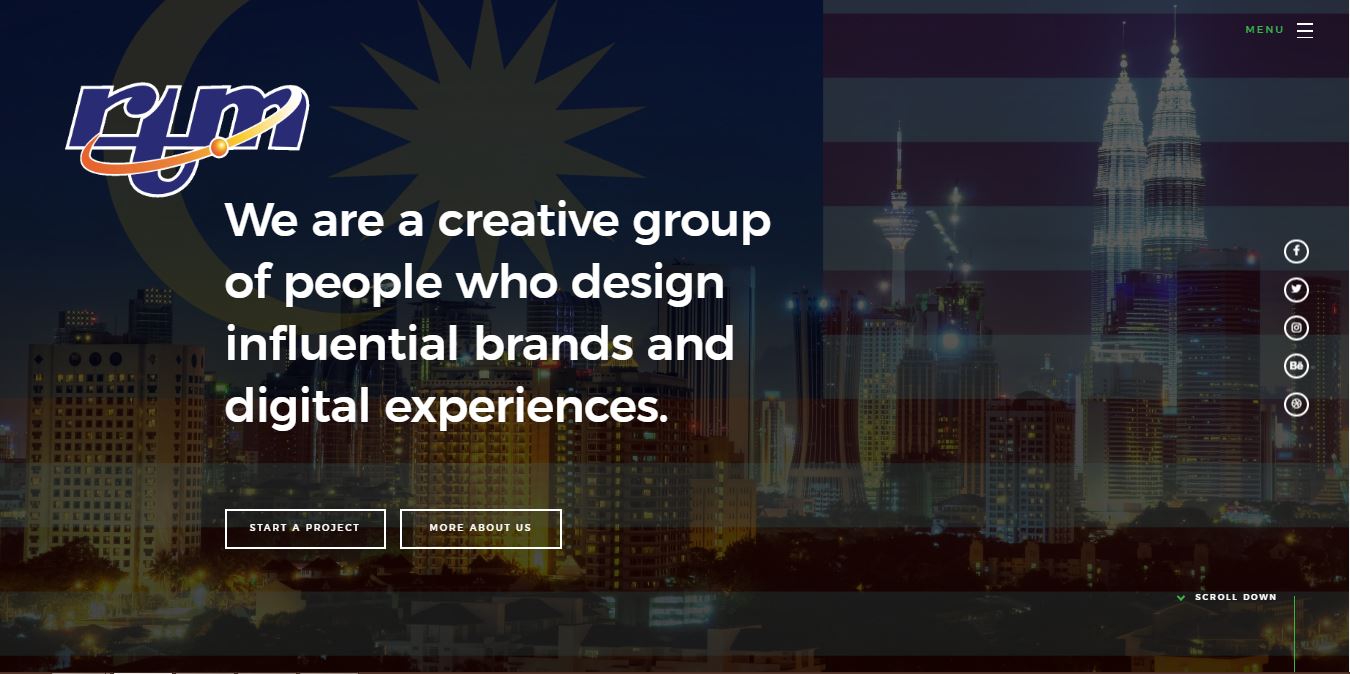 MENU
rtm
We are a creative group
of people who design
influential brands and
digital experiences.
Bē
START A PROJECT
MORE ABOUT US
SCROLL DOWN